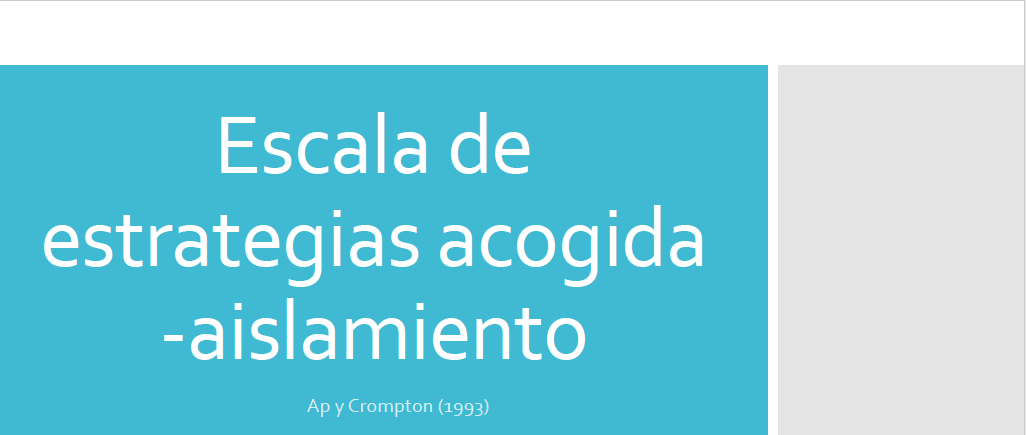 Escala de
estrategias acogida
-aislamiento
Ap y Crompton (1993)